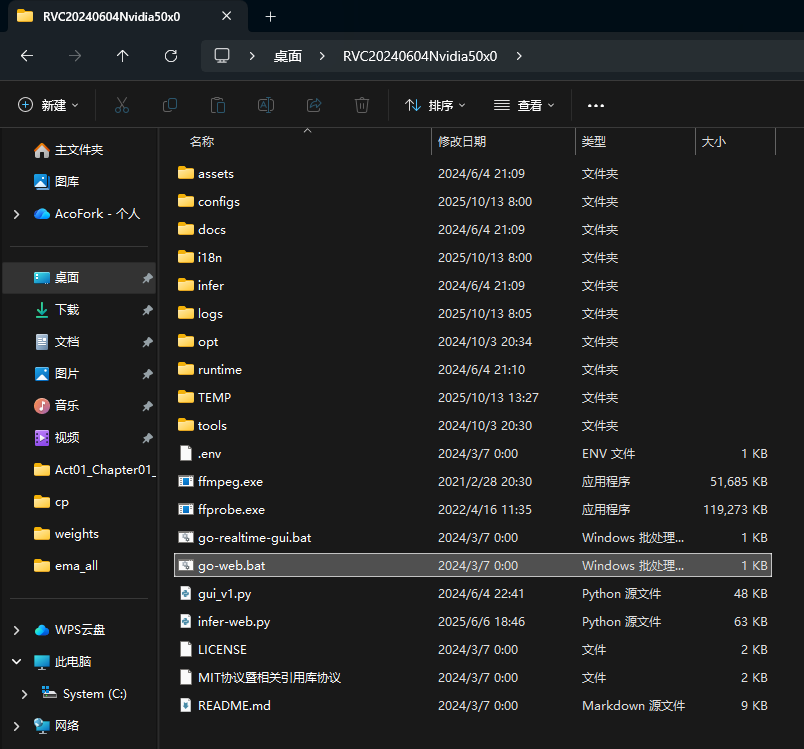 RVC20240604Nvidia50x0
桌面 RVC20240604Nvidia50x0
新建 排序 查看
名称 修改日期 类型 大小
主文件夹
图库
AcoFork - 个人
桌面
下载
文档
图片
音乐
视频
Act01_Chapter01_
cp
weights
ema_all
WPS云盘
此电脑
System (C:)
网络
assets 2024/6/4 21:09 文件夹
configs 2025/10/13 8:00 文件夹
docs 2024/6/4 21:09 文件夹
i18n 2025/10/13 8:00 文件夹
infer 2024/6/4 21:09 文件夹
logs 2025/10/13 8:05 文件夹
opt 2024/10/3 20:34 文件夹
runtime 2024/6/4 21:10 文件夹
TEMP 2025/10/13 13:27 文件夹
tools 2024/10/3 20:30 文件夹
.env 2024/3/7 0:00 ENV 文件 1 KB
ffmpeg.exe 2021/2/28 20:30 应用程序 51,685 KB
ffprobe.exe 2022/4/16 11:35 应用程序 119,273 KB
go-realtime-gui.bat 2024/3/7 0:00 Windows 批处理... 1 KB
go-web.bat 2024/3/7 0:00 Windows 批处理... 1 KB
gui_v1.py 2024/6/4 22:41 Python 源文件 48 KB
infer-web.py 2025/6/6 18:46 Python 源文件 63 KB
LICENSE 2024/3/7 0:00 文件 2 KB
MIT协议暨相关引用库协议 2024/3/7 0:00 文件 2 KB
README.md 2024/3/7 0:00 Markdown 源文件 9 KB